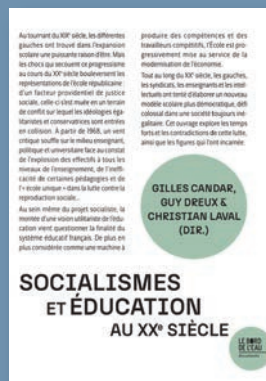 Au tournant du XXᵉ siècle, les différentes
gauches ont trouvé dans l'expansion
scolaire une puissante raison d'être. Mais
les chocs qui secouent ce progressisme
au cours du XXᵉ siècle bouleversent les
représentations de l'école républicaine :
d'un facteur providentiel de justice
sociale, celle-ci s'est muée en un terrain
de conflit sur lequel les idéologies éga-
litaristes et conservatrices sont entrées
en collision. À partir de 1968, un vent
critique souffle sur le milieu enseignant,
politique et universitaire face au constat
de l'explosion des effectifs à tous les
niveaux de l'enseignement, de l'ineffi-
cacité de certaines pédagogies et de
l'« école unique » dans la lutte contre la
reproduction sociale...
Au sein même du projet socialiste, la
montée d'une vision utilitariste de l'édu-
cation vient questionner la finalité du
système éducatif français. De plus en
plus considérée comme une machine à
produire des compétences et des
travailleurs compétitifs, l'École est pro-
gressivement mise au service de la
modernisation de l'économie.
Tout au long du XXᵉ siècle, les gauches,
les syndicats, les enseignants et les intel-
lectuels ont tenté d'élaborer un nouveau
modèle scolaire plus démocratique, défi
colossal dans une société toujours iné-
galitaire. Cet ouvrage explore les temps
forts et les contradictions de cette lutte,
ainsi que les figures qui l'ont incarnée.
GILLES CANDAR,
GUY DREUX &
CHRISTIAN LAVAL
(DIR.)
SOCIALISMES
ET ÉDUCATION
AU XXᵉ SIÈCLE
LE BORD
DE L'EAU